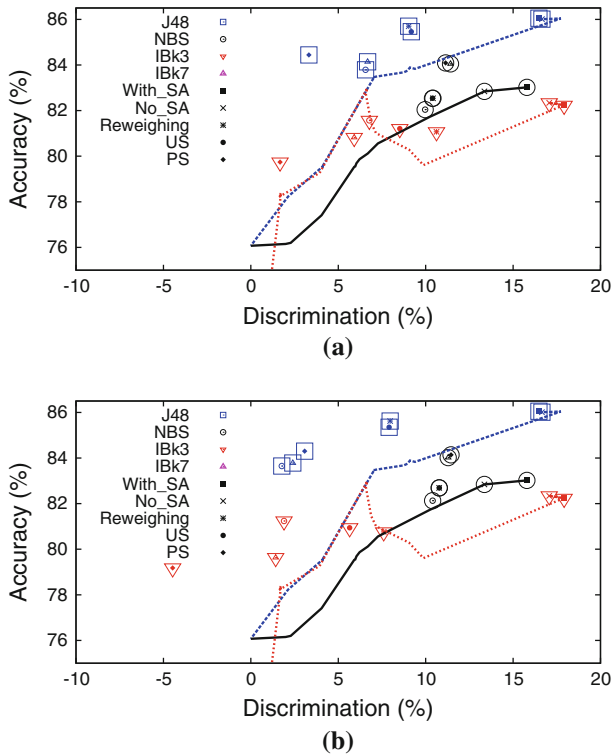 86
84
82
80
78
76
Accuracy (%)
J48
NBS
IBk3
IBk7
With_SA
No_SA
Reweighing
US
PS
-10 -5 0 5 10 15 20
Discrimination (%)
(a)
86
84
82
80
78
76
Accuracy (%)
J48
NBS
IBk3
IBk7
With_SA
No_SA
Reweighing
US
PS
-10 -5 0 5 10 15 20
Discrimination (%)
(b)